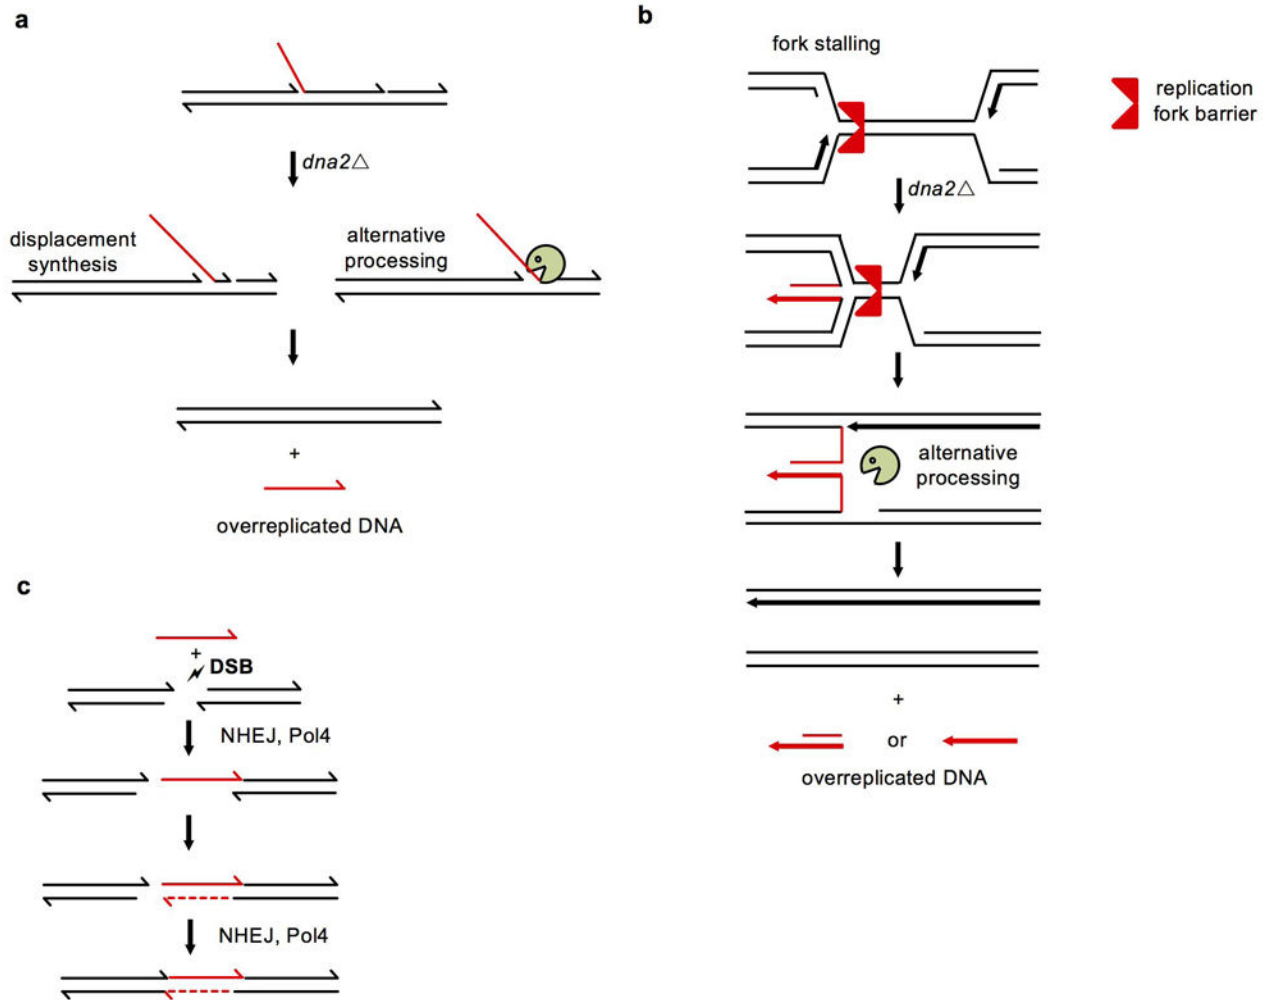 a
dna2△
displacement
synthesis
alternative
processing
+
overreplicated DNA
b
fork stalling
replication
fork barrier
dna2△
alternative
processing
+
or
overreplicated DNA
c
+
DSB
NHEJ, Pol4
NHEJ, Pol4